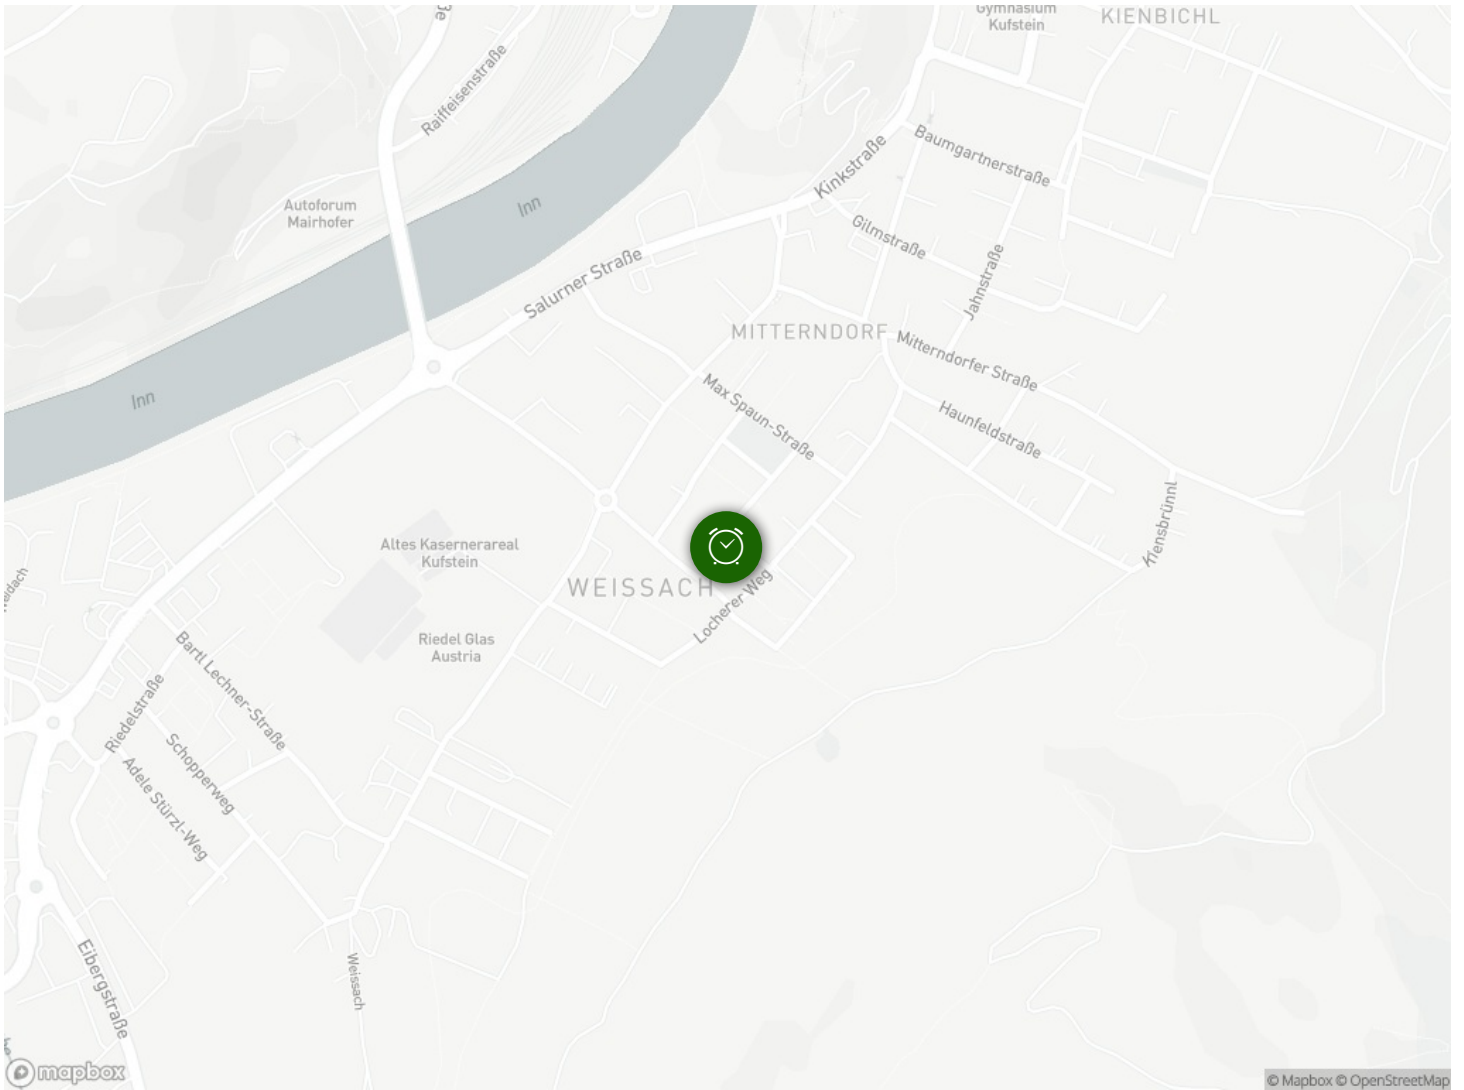 Gymnasium
Kufstein
KIENBICHL
Raiffeisenstraße
Baumgartnerstraße
Kinkstraße
Autoforum
Mairhofer
Inn
Gilmstraße
Salurner Straße
Jahnstraße
MITTERNDORF
Mitterndorfer Straße
Inn
Max Spaun-Straße
Haunfeldstraße
Kiensbrünnl
Altes Kasernerareal
Kufstein
WEISSACH
Locherer Weg
Riedel Glas
Austria
Bartl Lechner-Straße
Riedelstraße
Schopperweg
Adele Stürzl-Weg
Eibergstraße
Weissach
mapbox
© Mapbox © OpenStreetMap